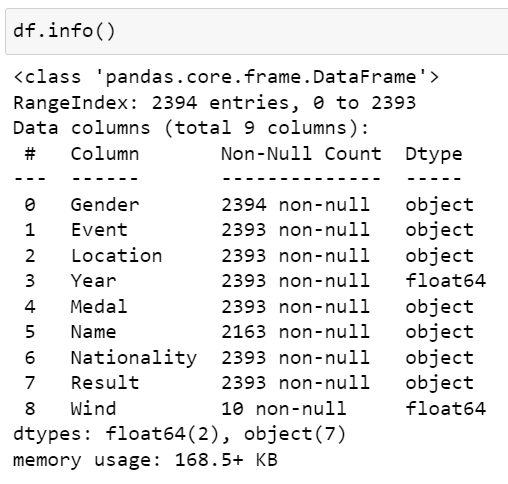 df.info()
<class 'pandas.core.frame.DataFrame'>
RangeIndex: 2394 entries, 0 to 2393
Data columns (total 9 columns):
 #   Column       Non-Null Count  Dtype
---  ------       --------------  -----
 0   Gender       2394 non-null   object
 1   Event        2393 non-null   object
 2   Location     2393 non-null   object
 3   Year         2393 non-null   float64
 4   Medal        2393 non-null   object
 5   Name         2163 non-null   object
 6   Nationality  2393 non-null   object
 7   Result       2393 non-null   object
 8   Wind         10 non-null     float64
dtypes: float64(2), object(7)
memory usage: 168.5+ KB